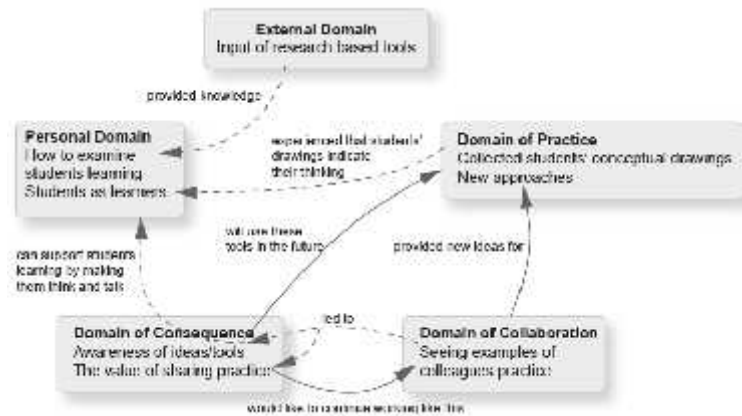 External Domain
Input of research based tools
provided knowledge
Personal Domain
How to examine
students learning
Students as learners
experienced that students'
drawings indicate
their thinking
Domain of Practice
Collected students' conceptual drawings
New approaches
will use these
tools in the future
provided new ideas for
can support students
learning by making
them think and talk
led to
Domain of Consequence
Awareness of ideas/tools
The value of sharing practice
Domain of Collaboration
Seeing examples of
colleagues practice
would like to continue working like this